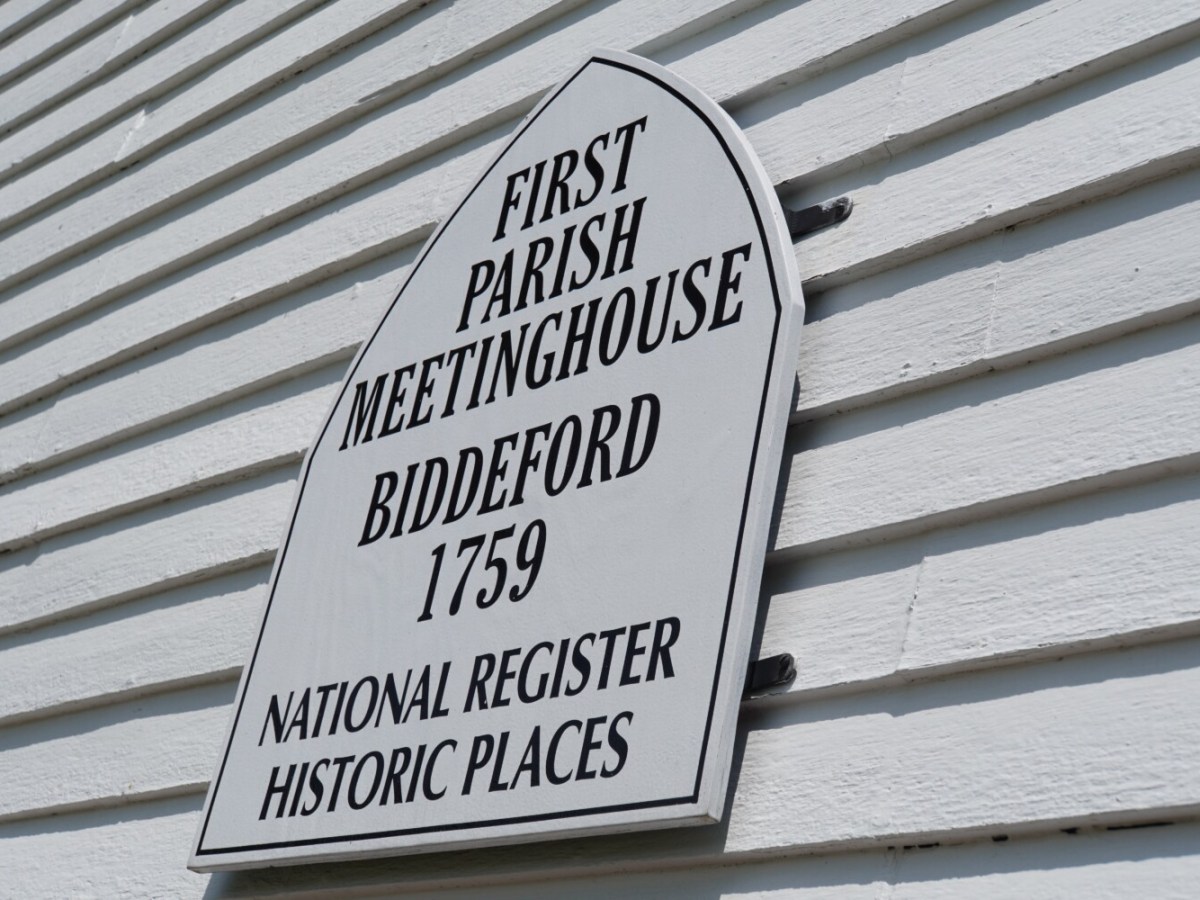 FIRST
PARISH
MEETINGHOUSE
BIDDEFORD
1759
NATIONAL REGISTER
HISTORIC PLACES